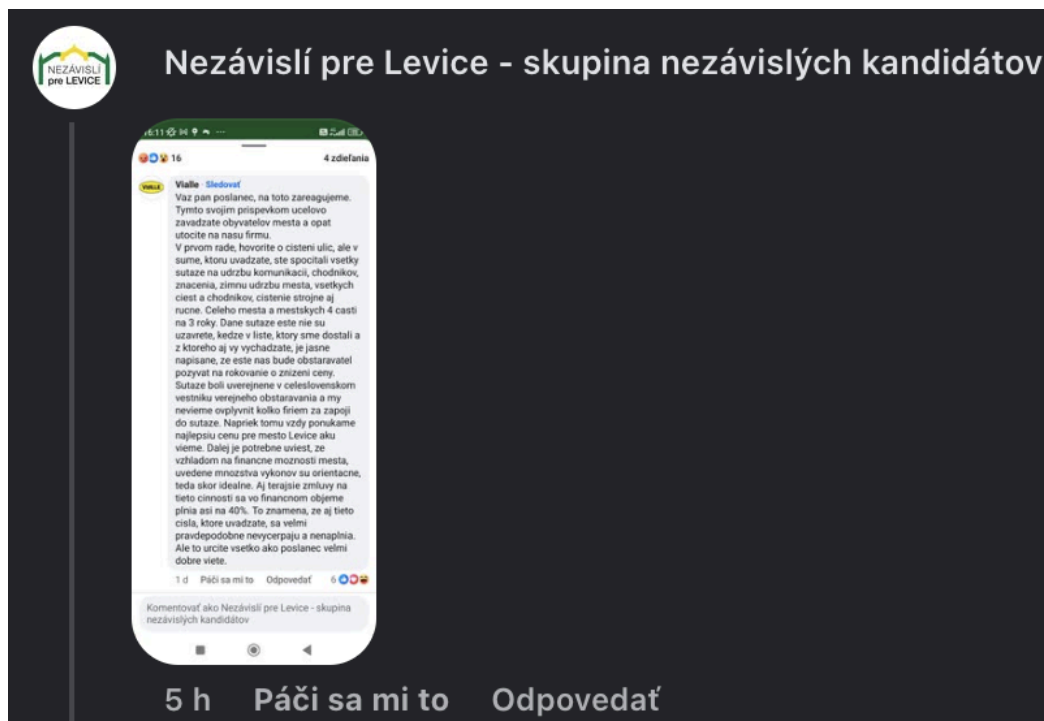 NEZÁVISLÍ
pre LEVICE
Nezávislí pre Levice - skupina nezávislých kandidátov
16:11
16
4 zdieľania
VIALLE
Vialle · Sledovať
Vaz pan poslanec, na toto zareagujeme.
Tymto svojim prispevkom ucelovo
zavadzate obyvatelov mesta a opat
utocite na nasu firmu.
V prvom rade, hovorite o cisteni ulic, ale v
sume, ktoru uvadzate, ste spocitali vsetky
sutaze na udrzbu komunikacii, chodnikov,
znacenia, zimnu udrzbu mesta, vsetkych
ciest a chodnikov, cistenie strojne aj
rucne. Celeho mesta a mestskych 4 casti
na 3 roky. Dane sutaze este nie su
uzavrete, kedze v liste, ktory sme dostali a
z ktoreho aj vy vychadzate, je jasne
napisane, ze este nas bude obstaravatel
pozyvat na rokovanie o znizeni ceny.
Sutaze boli uverejnene v celeslovenskom
vestniku verejneho obstaravania a my
nevieme ovplyvnit kolko firiem za zapoji
do sutaze. Napriek tomu vzdy ponukame
najlepsiu cenu pre mesto Levice aku
vieme. Dalej je potrebne uviest, ze
vzhladom na financne moznosti mesta,
uvedene mnozstva vykonov su orientacne,
teda skor idealne. Aj terajsie zmluvy na
tieto cinnosti sa vo financnom objeme
plnia asi na 40%. To znamena, ze aj tieto
cisla, ktore uvadzate, sa velmi
pravdepodobne nevycerpaju a nenaplnia.
Ale to urcite vsetko ako poslanec velmi
dobre viete.
1 d Páči sa mi to Odpovedať 6
Komentovať ako Nezávislí pre Levice - skupina
nezávislých kandidátov
5 h Páči sa mi to Odpovedať